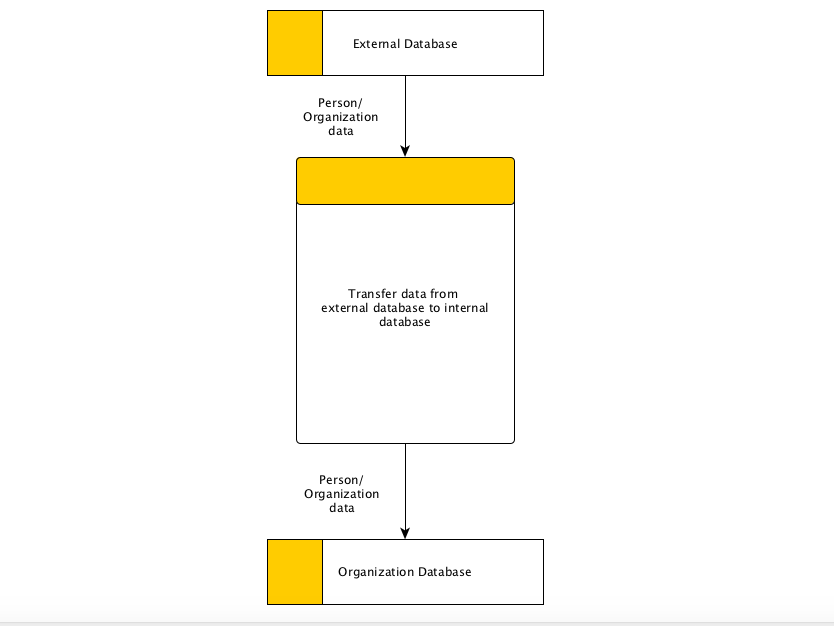 External Database
Person/
Organization
data
Transfer data from
external database to internal
database
Person/
Organization
data
Organization Database